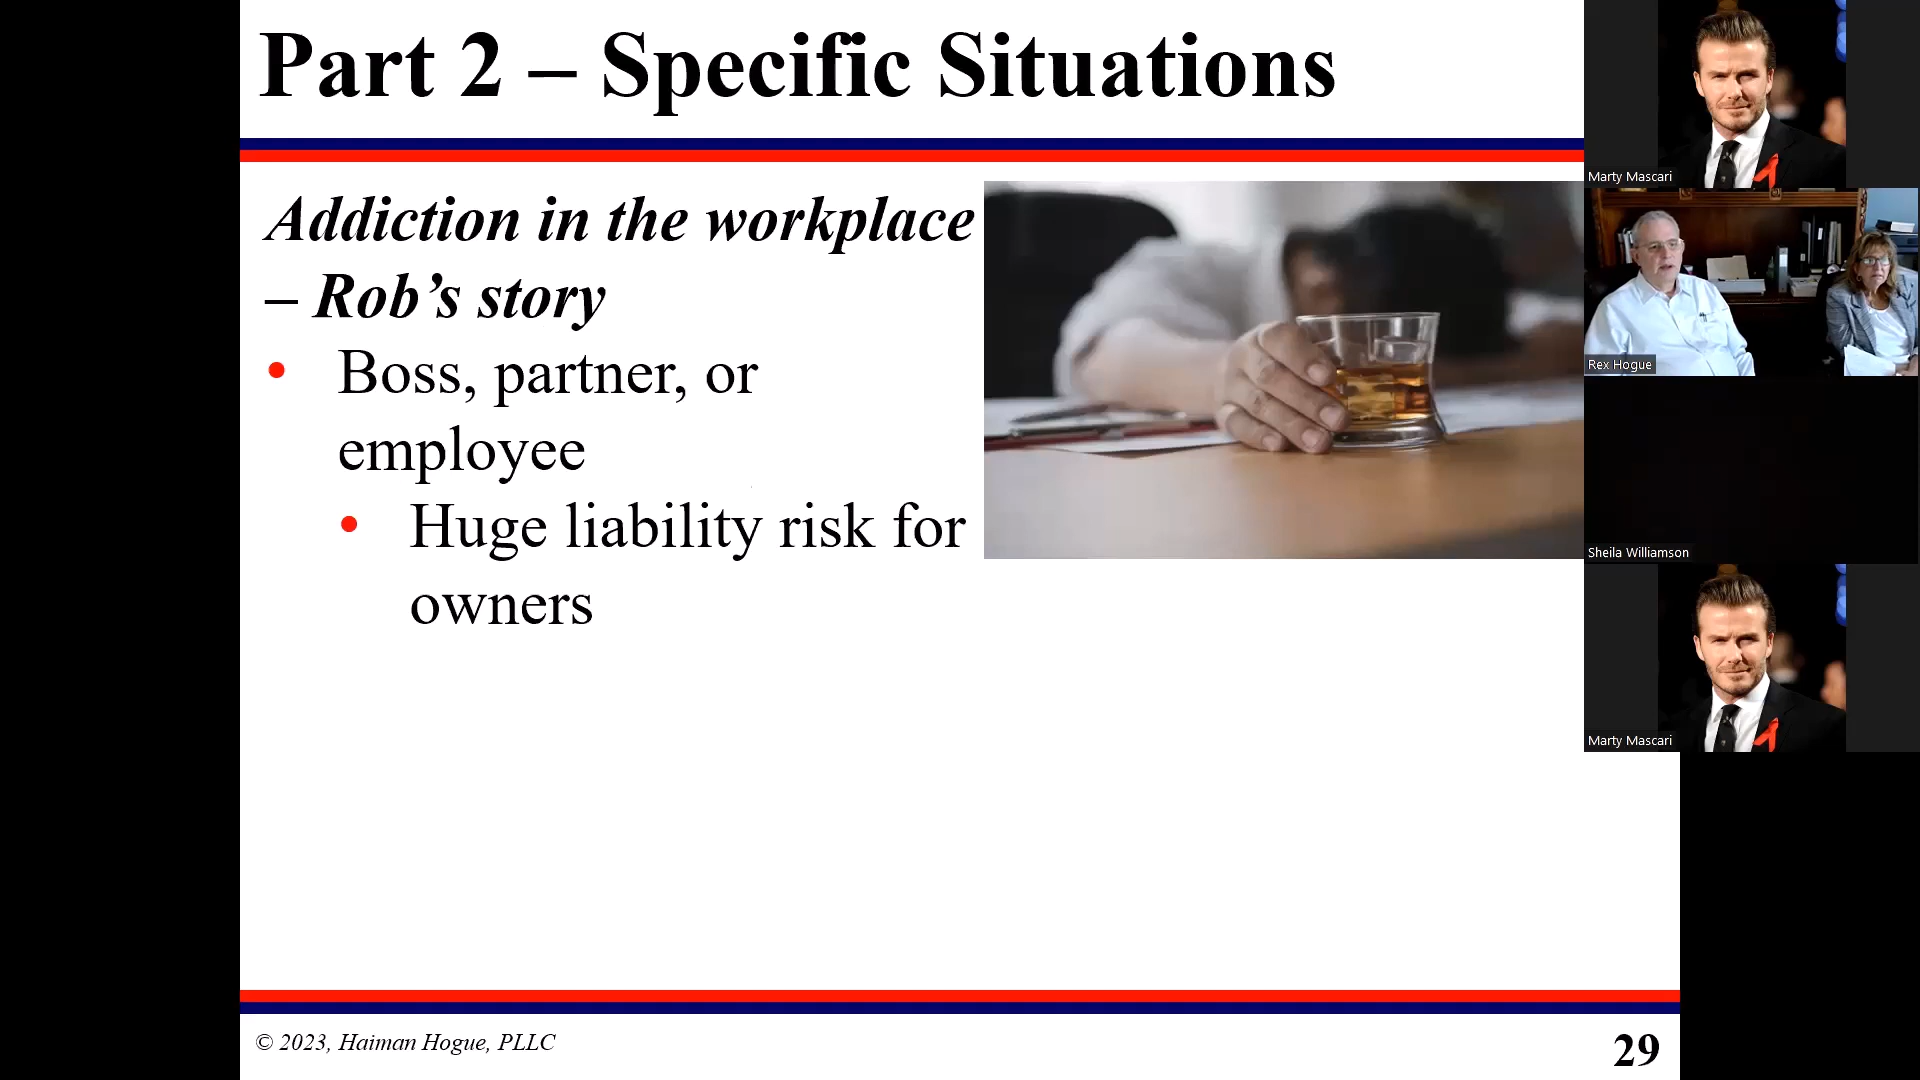 Part 2 – Specific Situations
Addiction in the workplace
– Rob’s story
• Boss, partner, or
employee
• Huge liability risk for
owners
© 2023, Haiman Hogue, PLLC
29
Marty Mascari
Rex Hogue
Sheila Williamson
Marty Mascari